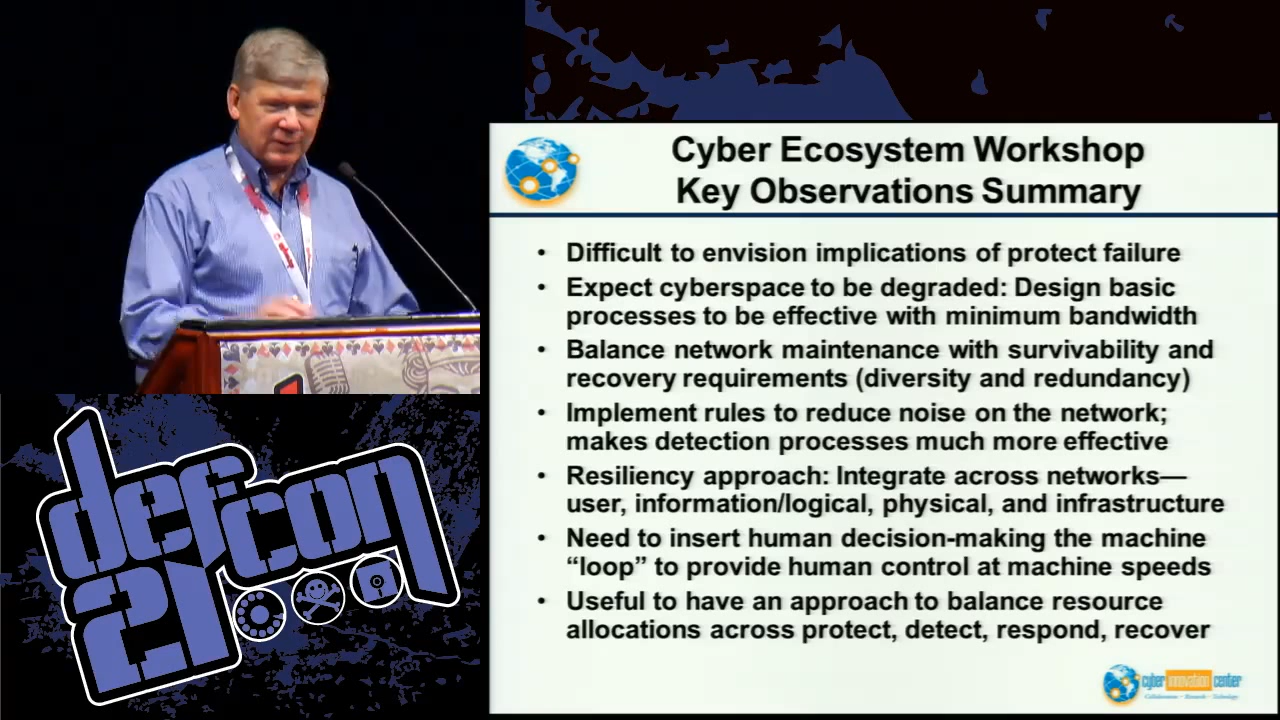 Cyber Ecosystem Workshop
Key Observations Summary
• Difficult to envision implications of protect failure
• Expect cyberspace to be degraded: Design basic
processes to be effective with minimum bandwidth
• Balance network maintenance with survivability and
recovery requirements (diversity and redundancy)
• Implement rules to reduce noise on the network;
makes detection processes much more effective
• Resiliency approach: Integrate across networks—
user, information/logical, physical, and infrastructure
• Need to insert human decision-making the machine
“loop” to provide human control at machine speeds
• Useful to have an approach to balance resource
allocations across protect, detect, respond, recover
cyber innovation center
defcon
21